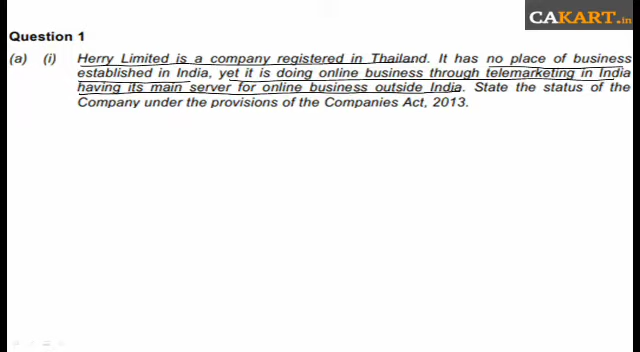 CAKART.in
Question 1
(a) (i) Herry Limited is a company registered in Thailand. It has no place of business
established in India, yet it is doing online business through telemarketing in India
having its main server for online business outside India. State the status of the
Company under the provisions of the Companies Act, 2013.